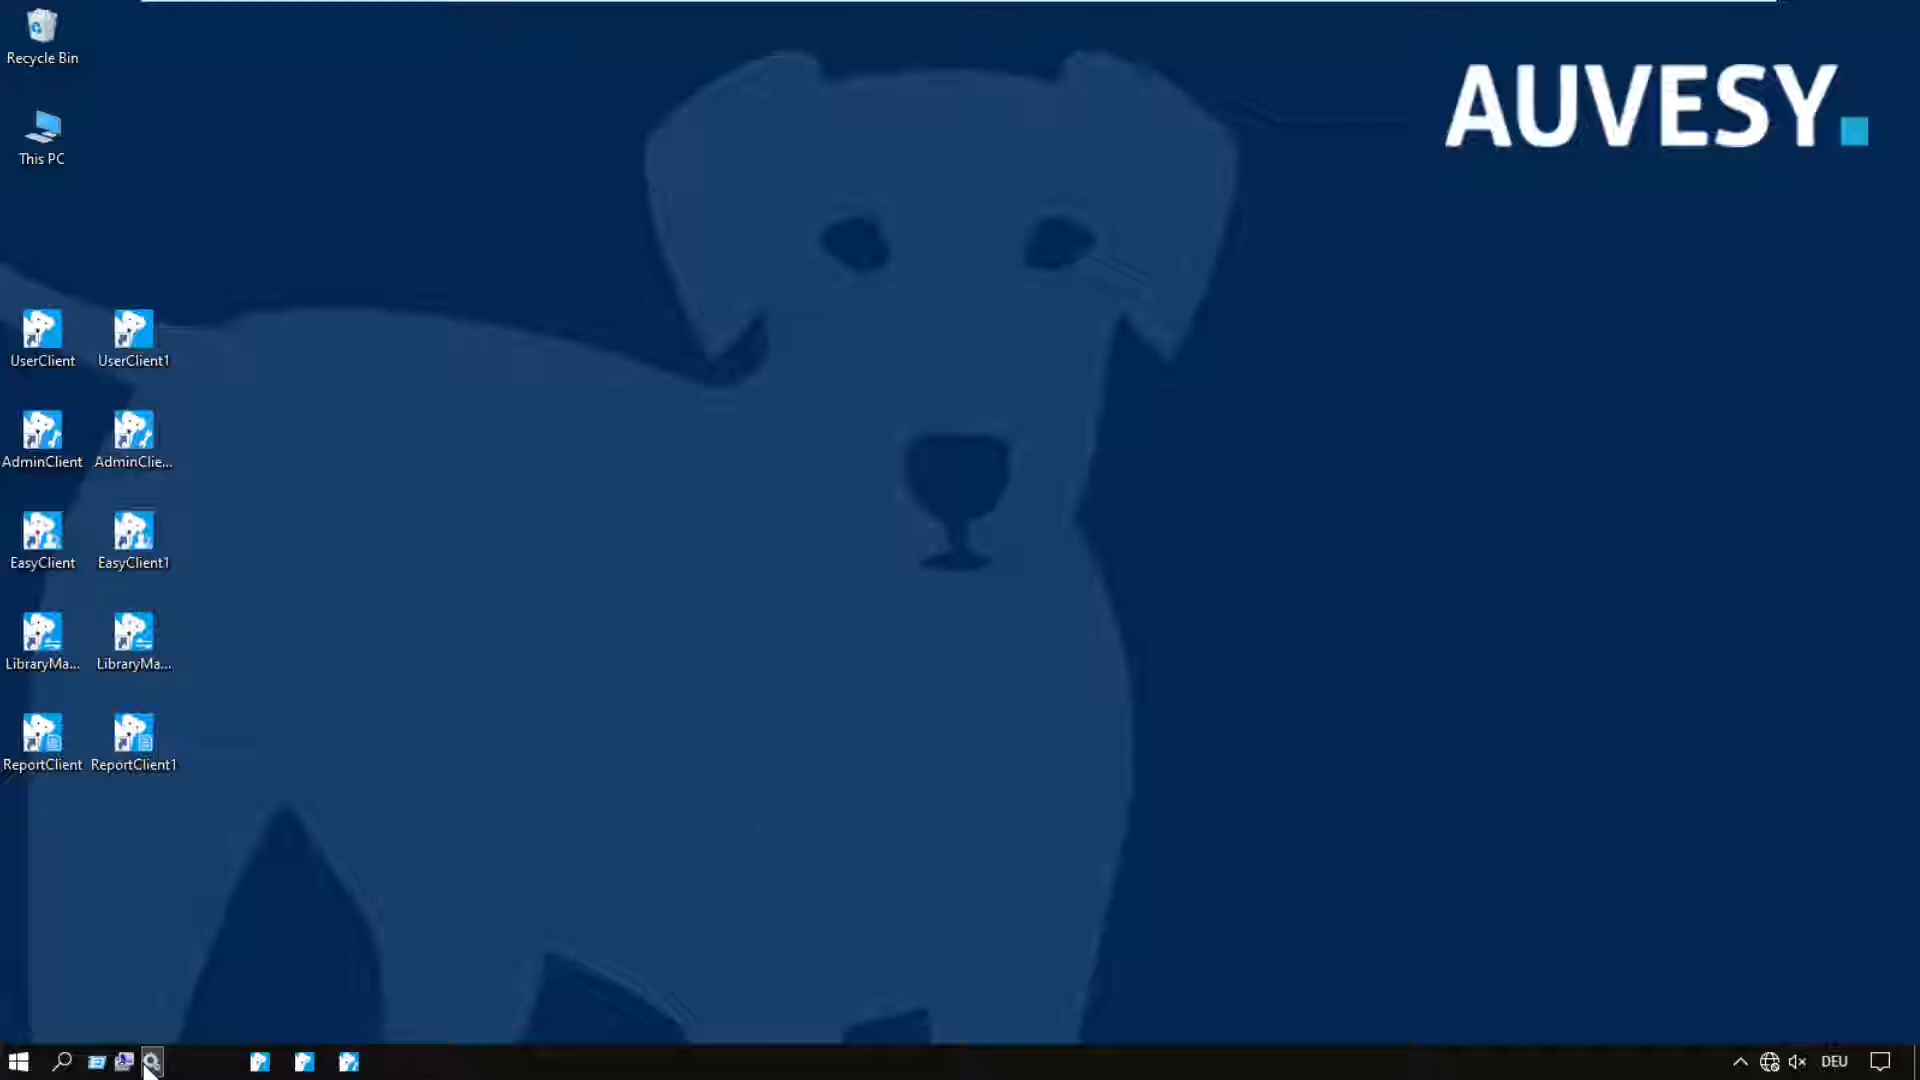 Recycle Bin
AUVESY.
This PC
UserClient
UserClient1
AdminClient
AdminClie...
EasyClient
EasyClient1
LibraryMa...
LibraryMa...
ReportClient
ReportClient1
DEU